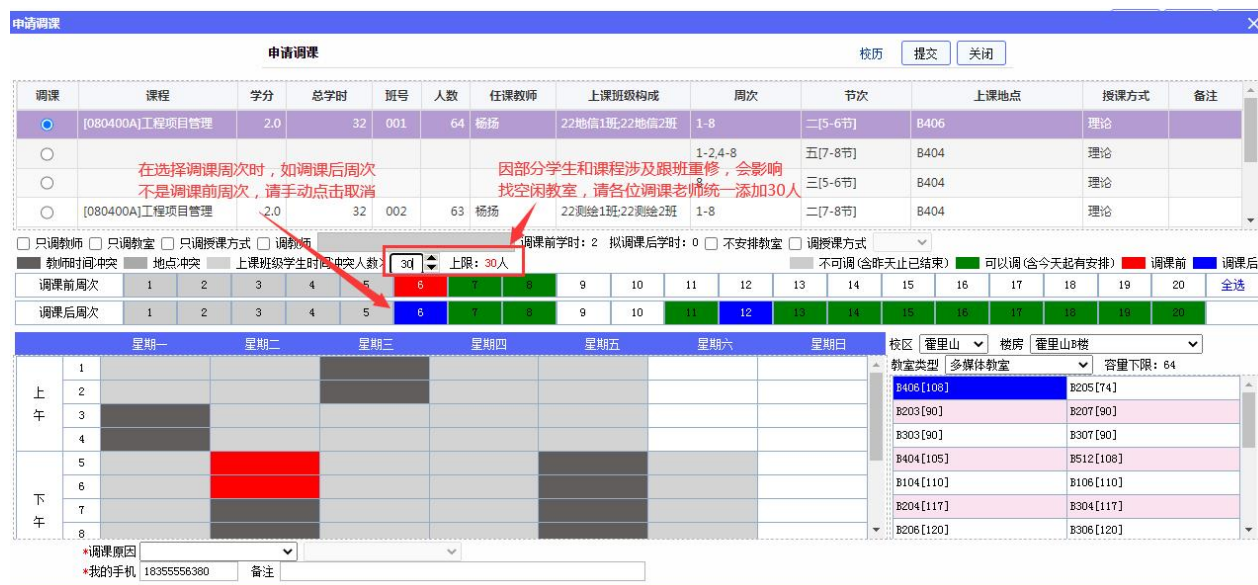 申请调课
申请调课 校历 提交 关闭
调课 课程 学分 总学时 班号 人数 任课教师 上课班级构成 周次 节次 上课地点 授课方式 备注
[080400A]工程项目管理 2.0 32 001 64 杨扬 22地信1班;22地信2班 1-8 二[5-6节] B406 理论
1-2,4-8 五[7-8节] B404 理论
在选择调课周次时，如调课后周次
不是调课前周次，请手动点击取消
因部分学生和课程涉及跟班重修，会影响
找空闲教室，请各位调课老师统一添加30人
8 三[5-6节] B404 理论
[080400A]工程项目管理 2.0 32 002 63 杨扬 22测绘1班;22测绘2班 1-8 二[7-8节] B404 理论
只调教师 只调教室 只调授课方式 调教师 调课前学时：2 拟调课后学时：0 不安排教室 调授课方式
教师时间冲突 地点冲突 上课班级学生时间冲突人数> 30 上限：30人 不可调(含昨天止已结束) 可以调(含今天起有安排) 调课前 调课后
调课前周次 1 2 3 4 5 6 7 8 9 10 11 12 13 14 15 16 17 18 19 20 全选
调课后周次 1 2 3 4 5 6 7 8 9 10 11 12 13 14 15 16 17 18 19 20
星期一 星期二 星期三 星期四 星期五 星期六 星期日
校区 霍里山 楼房 霍里山B楼
教室类型 多媒体教室 容量下限：64
上午 1 2 3 4
下午 5 6 7 8
B406[108] B205[74]
B203[90] B207[90]
B303[90] B307[90]
B404[105] B512[108]
B104[110] B106[110]
B204[117] B304[117]
B206[120] B306[120]
*调课原因
*我的手机 18355556380 备注